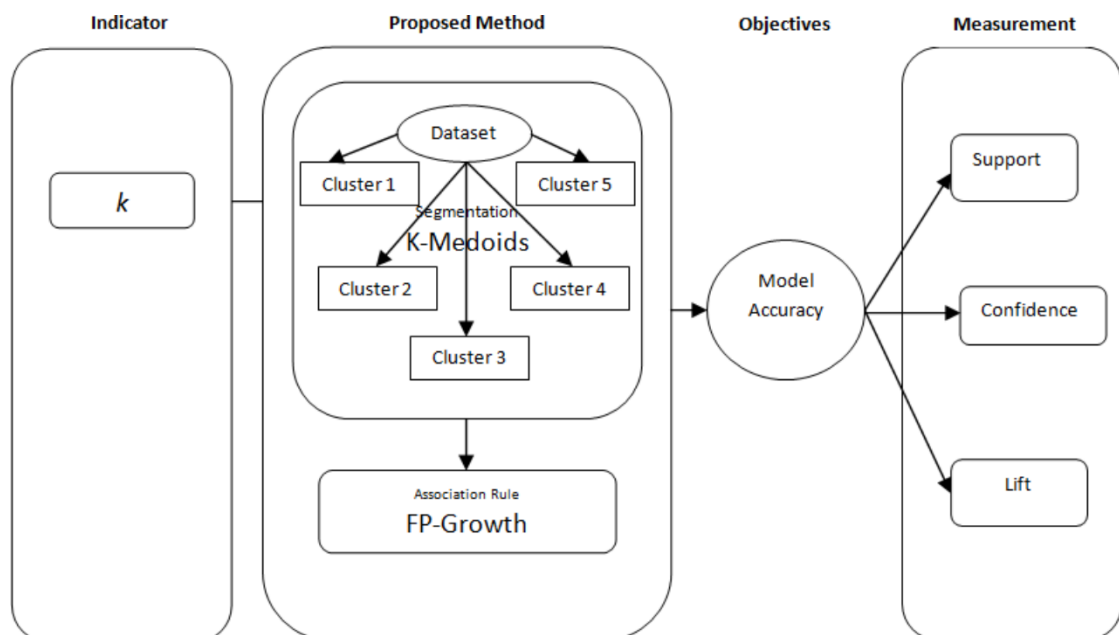 Indicator
Proposed Method
Objectives
Measurement
k
Dataset
Cluster 1
Cluster 5
Segmentation
K-Medoids
Cluster 2
Cluster 4
Cluster 3
Association Rule
FP-Growth
Model
Accuracy
Support
Confidence
Lift